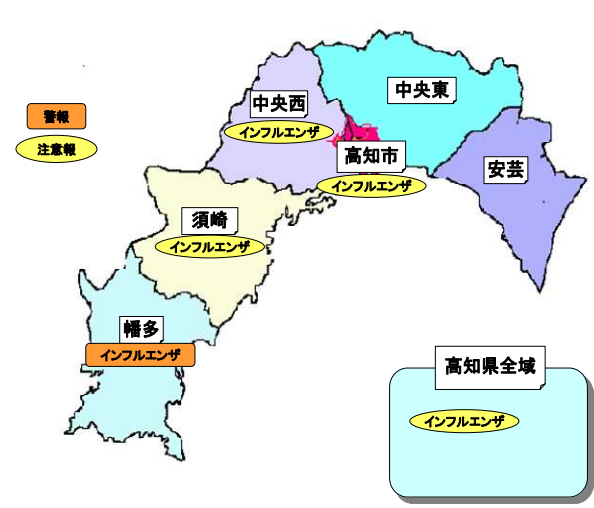 警報
注意報
中央東
中央西
インフルエンザ
高知市
インフルエンザ
安芸
須崎
インフルエンザ
幡多
インフルエンザ
高知県全域
インフルエンザ